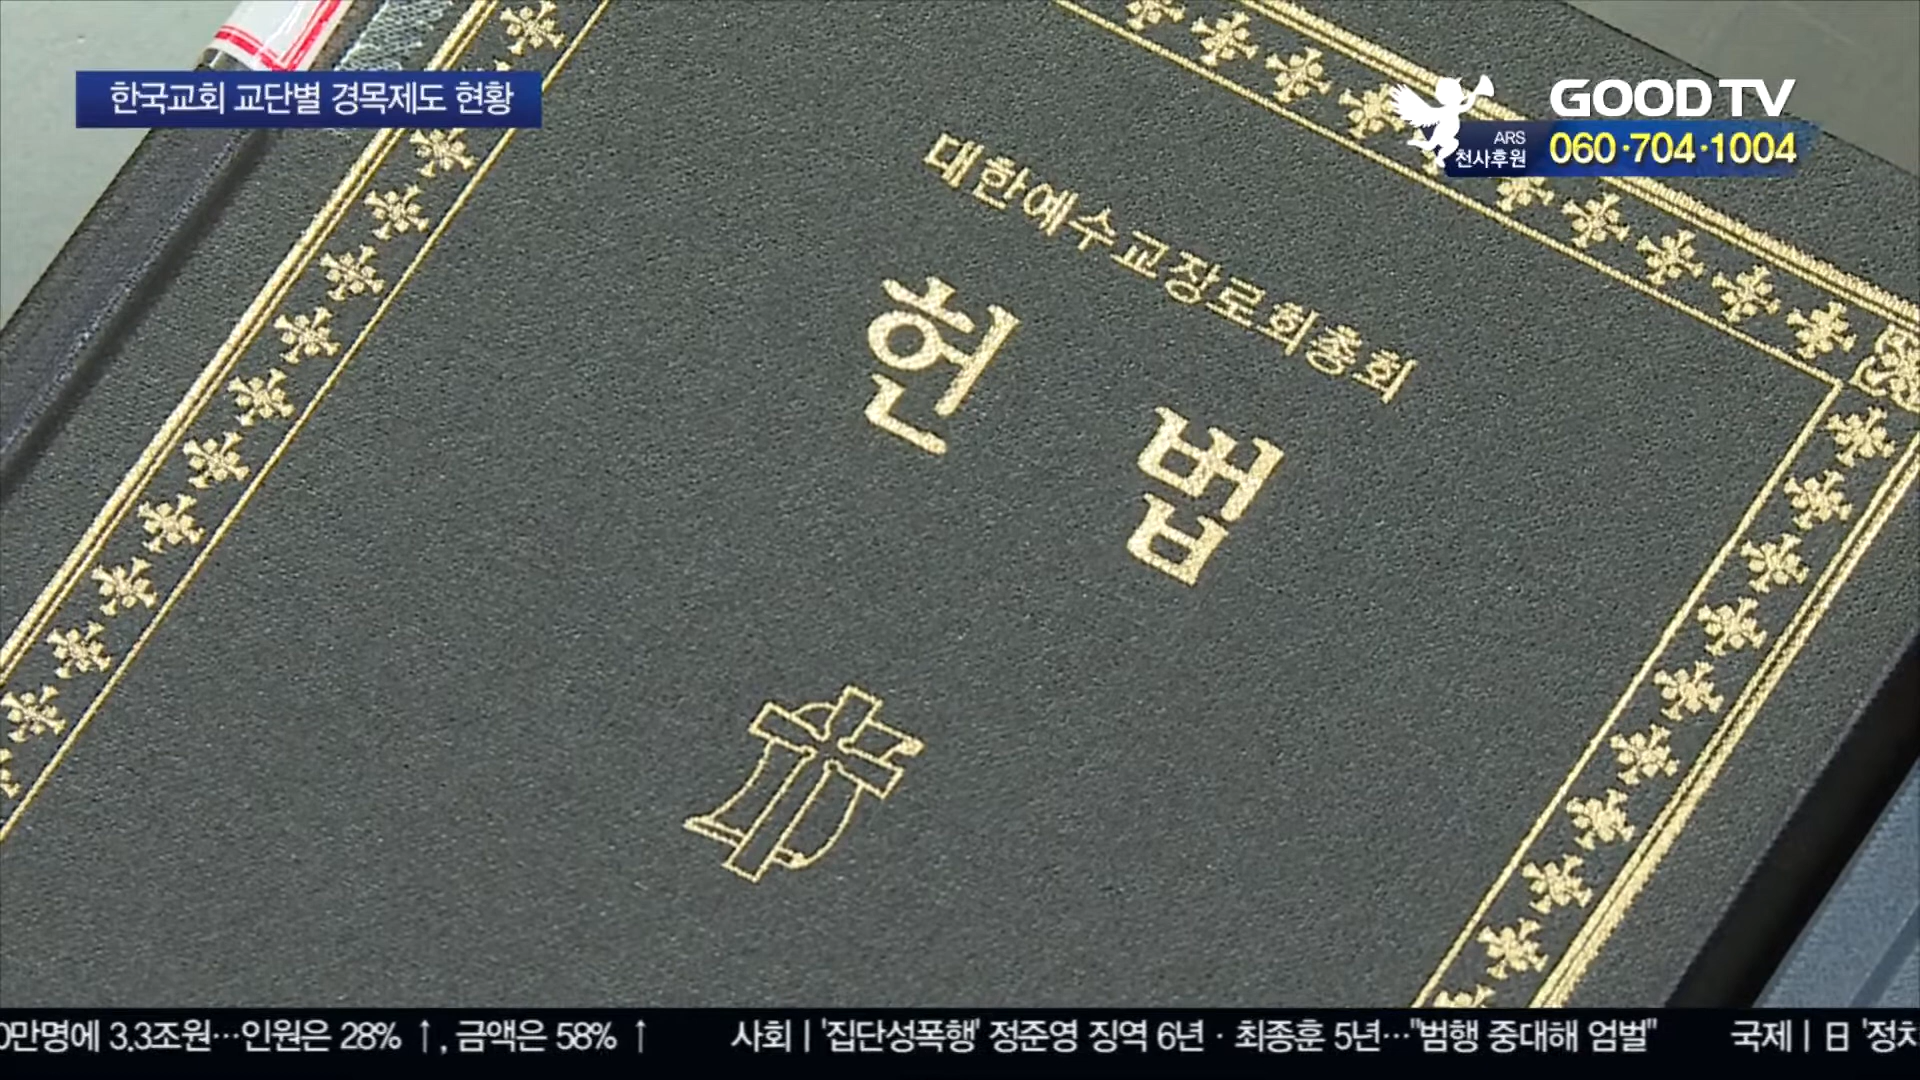 한국교회 교단별 경목제도 현황
GOODTV
ARS
천사후원 060·704·1004
대한예수교장로회총회
헌 법
0만명에 3.3조원…인원은 28%↑, 금액은 58%↑ 사회 | '집단성폭행' 정준영 징역 6년 · 최종훈 5년…"범행 중대해 엄벌" 국제 | 日 '정치